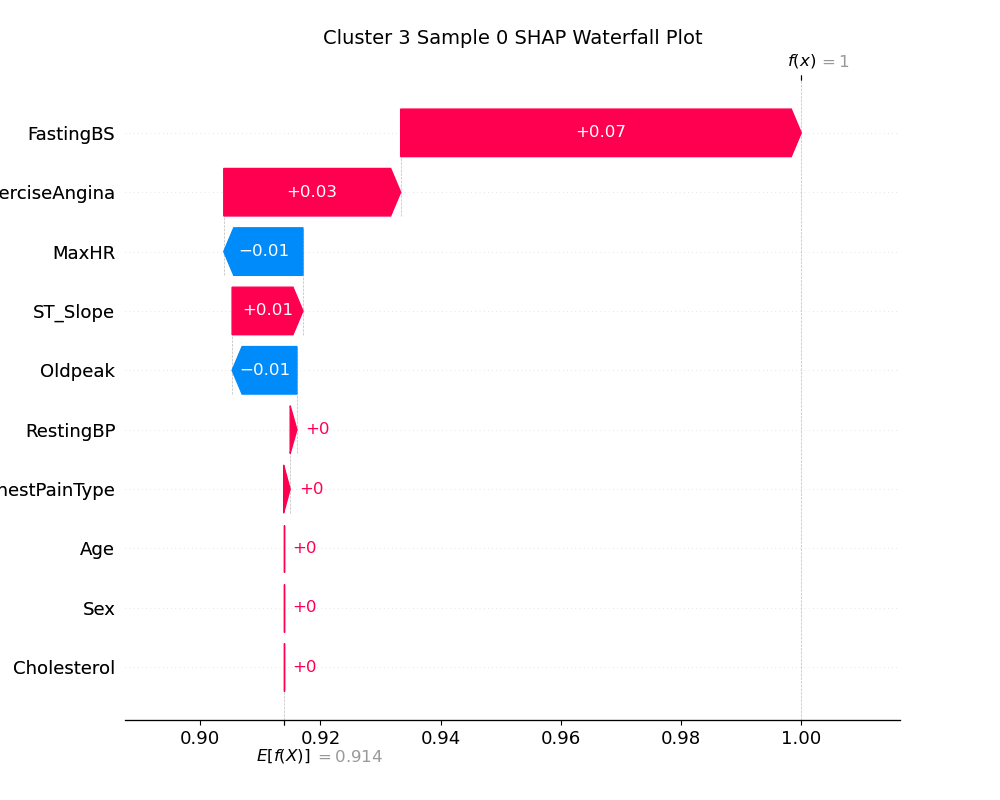 Cluster 3 Sample 0 SHAP Waterfall Plot
f(x) = 1
FastingBS +0.07
erciseAngina +0.03
MaxHR −0.01
ST_Slope +0.01
Oldpeak −0.01
RestingBP +0
hestPainType +0
Age +0
Sex +0
Cholesterol +0
0.90 0.92 0.94 0.96 0.98 1.00
E[f(X)] = 0.914